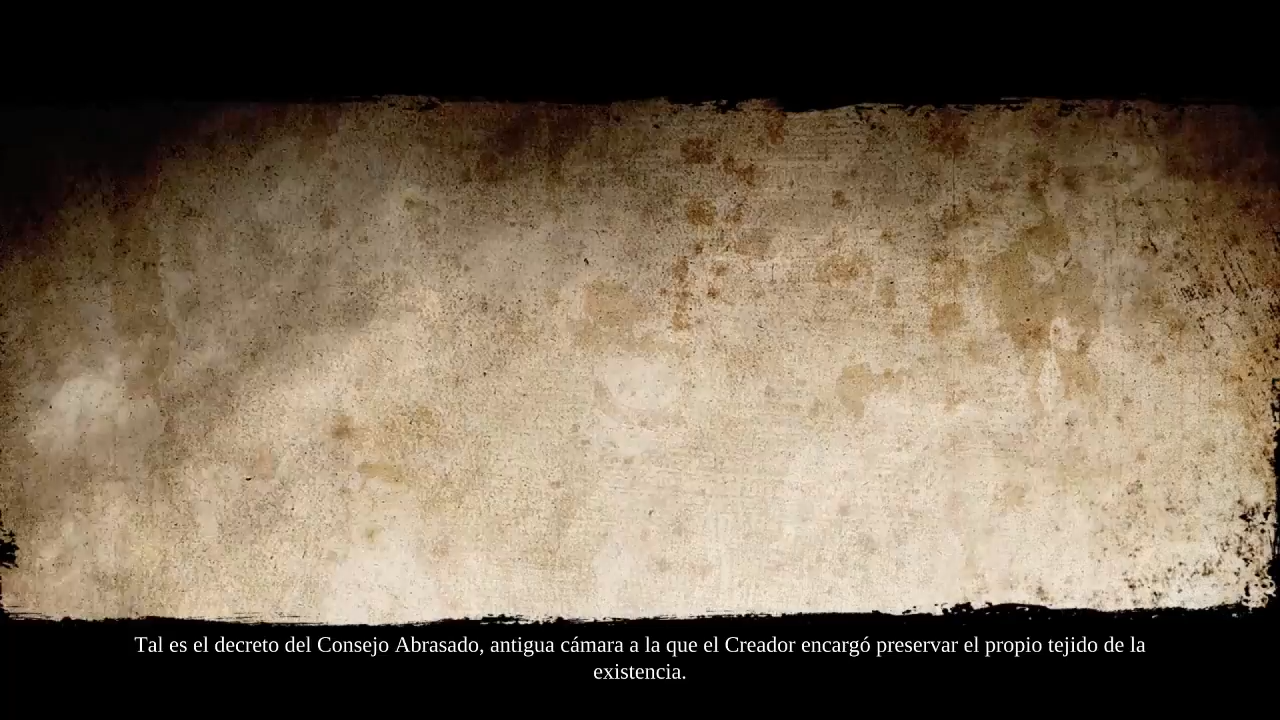 Tal es el decreto del Consejo Abrasado, antigua cámara a la que el Creador encargó preservar el propio tejido de la
existencia.